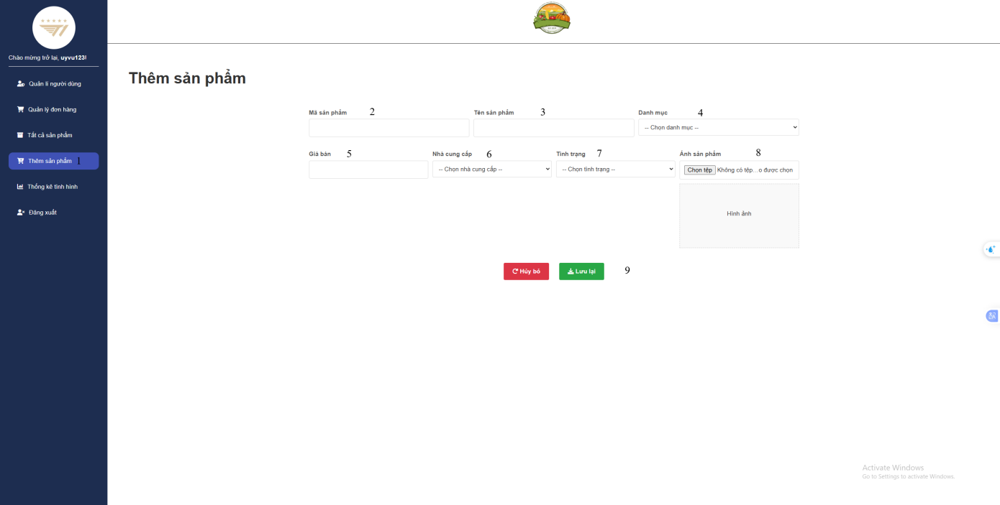 Chào mừng trở lại, uyvu123!
Quản lí người dùng
Quản lý đơn hàng
Tất cả sản phẩm
Thêm sản phẩm 1
Thống kê tình hình
Đăng xuất
Thêm sản phẩm
Mã sản phẩm 2
Tên sản phẩm 3
Danh mục 4
-- Chọn danh mục --
Giá bán 5
Nhà cung cấp 6
Tình trạng 7
Ảnh sản phẩm 8
-- Chọn nhà cung cấp --
-- Chọn tình trạng --
Chọn tệp Không có tệp...o được chọn
Hình ảnh
Hủy bỏ
Lưu lại
9
Activate Windows
Go to Settings to activate Windows.